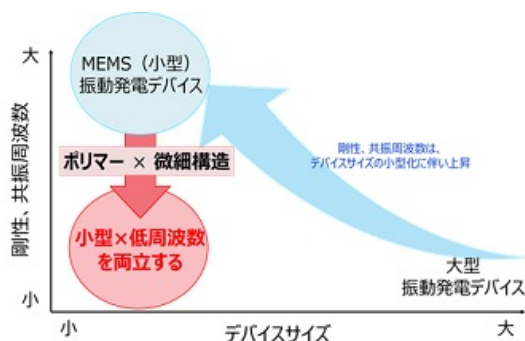 大
MEMS(小型)
振動発電デバイス
剛性、共振周波数
ポリマー × 微細構造
剛性、共振周波数は、
デバイスサイズの小型化に伴い上昇
小型×低周波数
を両立する
大型
振動発電デバイス
小
小
デバイスサイズ
大